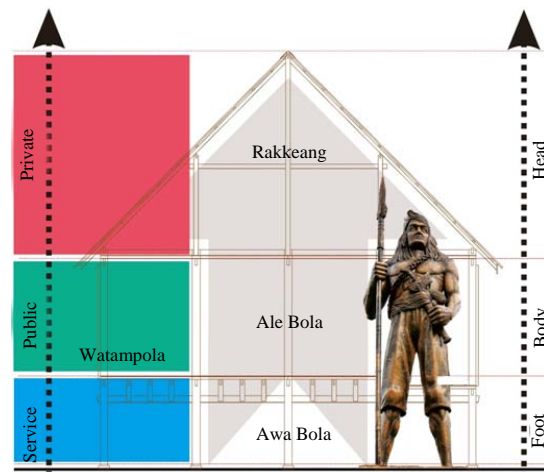 Private
Rakkeang
Head
Public
Watampola
Ale Bola
Body
Service
Awa Bola
Foot